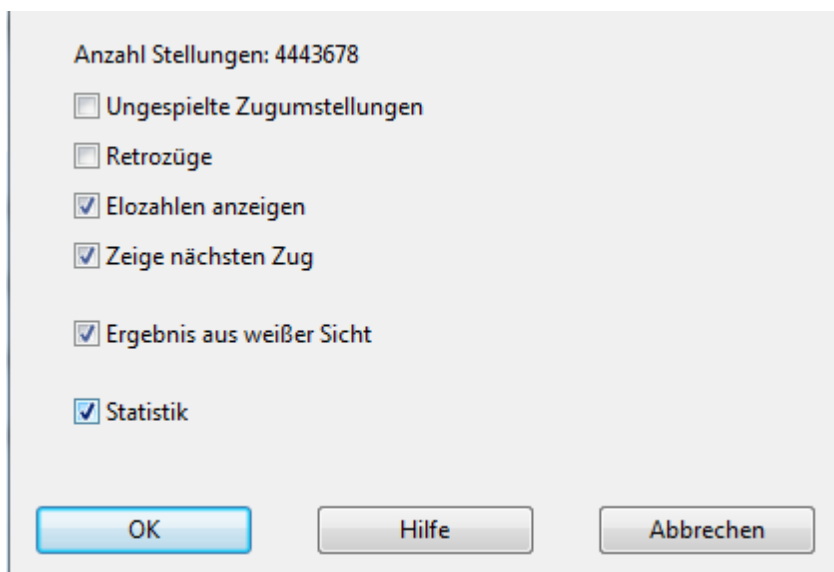 Anzahl Stellungen: 4443678
Ungespielte Zugumstellungen
Retrozüge
Elozahlen anzeigen
Zeige nächsten Zug
Ergebnis aus weißer Sicht
Statistik
OK Hilfe Abbrechen